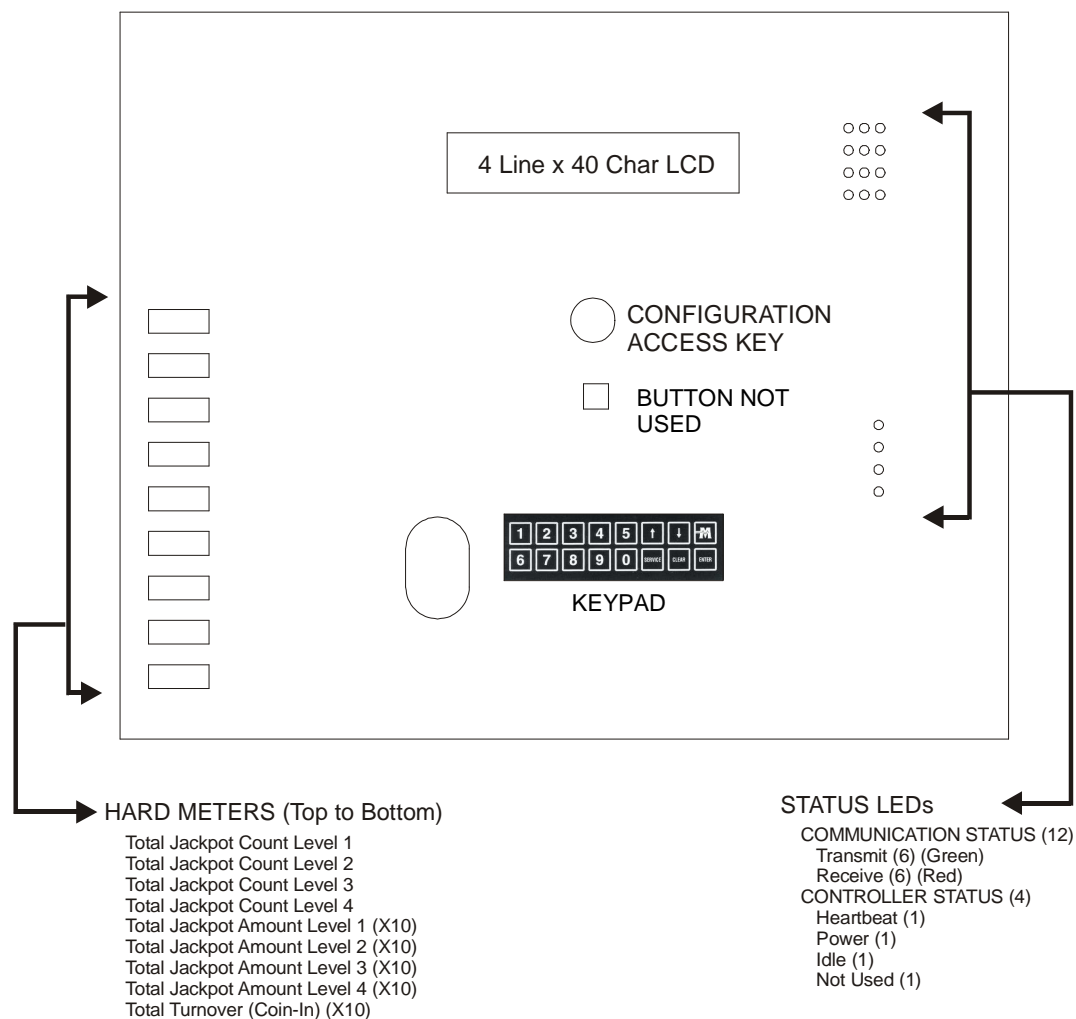 4 Line x 40 Char LCD
CONFIGURATION
ACCESS KEY
BUTTON NOT
USED
1 2 3 4 5 ↑ ↓ M
6 7 8 9 0 SERVICE CLEAR ENTER
KEYPAD
HARD METERS (Top to Bottom)
Total Jackpot Count Level 1
Total Jackpot Count Level 2
Total Jackpot Count Level 3
Total Jackpot Count Level 4
Total Jackpot Amount Level 1 (X10)
Total Jackpot Amount Level 2 (X10)
Total Jackpot Amount Level 3 (X10)
Total Jackpot Amount Level 4 (X10)
Total Turnover (Coin-In) (X10)
STATUS LEDs
COMMUNICATION STATUS (12)
Transmit (6) (Green)
Receive (6) (Red)
CONTROLLER STATUS (4)
Heartbeat (1)
Power (1)
Idle (1)
Not Used (1)